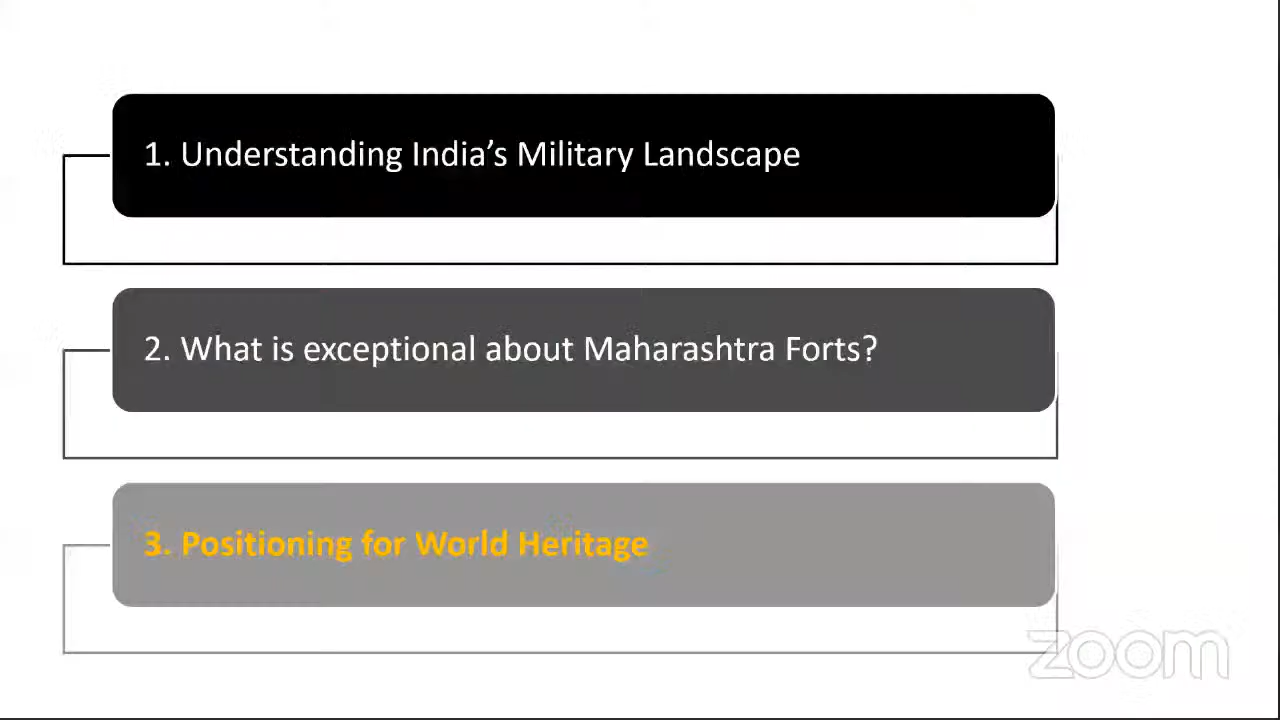 1. Understanding India’s Military Landscape
2. What is exceptional about Maharashtra Forts?
3. Positioning for World Heritage
zoom